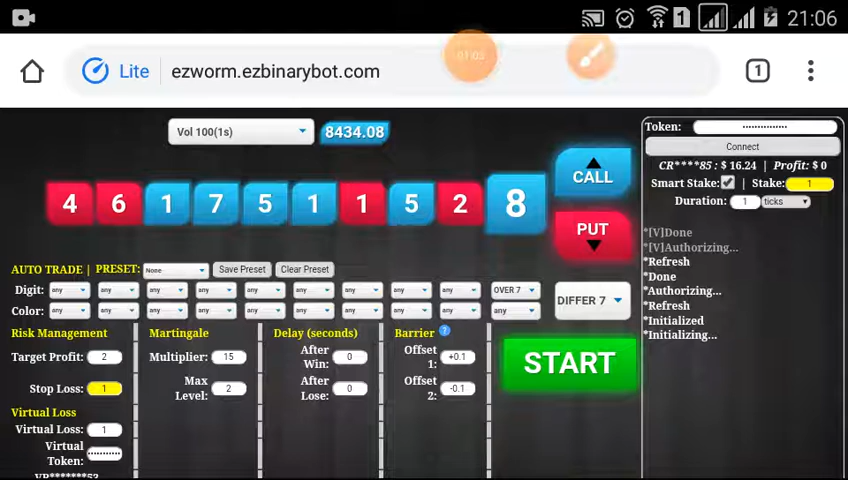 1 21:06
01:03
Lite ezworm.ezbinarybot.com 1
Vol 100(1s) 8434.08
CALL
PUT
4 6 1 7 5 1 1 5 2 8
AUTO TRADE | PRESET: None Save Preset Clear Preset
Digit: any any any any any any any any any OVER 7
Color: any any any any any any any any any any
DIFFER 7
START
Risk Management
Target Profit: 2
Stop Loss: 1
Virtual Loss
Virtual Loss: 1
Virtual Token: ············
VR*******53
Martingale
Multiplier: 15
Max Level: 2
Delay (seconds)
After Win: 0
After Lose: 0
Barrier ?
Offset 1: +0.1
Offset 2: -0.1
Token: ···············
Connect
CR****85 : $ 16.24 | Profit: $ 0
Smart Stake: | Stake: 1
Duration: 1 ticks
*[V]Done
*[V]Authorizing...
*Refresh
*Done
*Authorizing...
*Refresh
*Initialized
*Initializing...